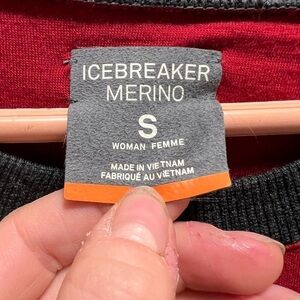 ICEBREAKER
MERINO
S
WOMAN FEMME
MADE IN VIETNAM
FABRIQUÉ AU VIETNAM